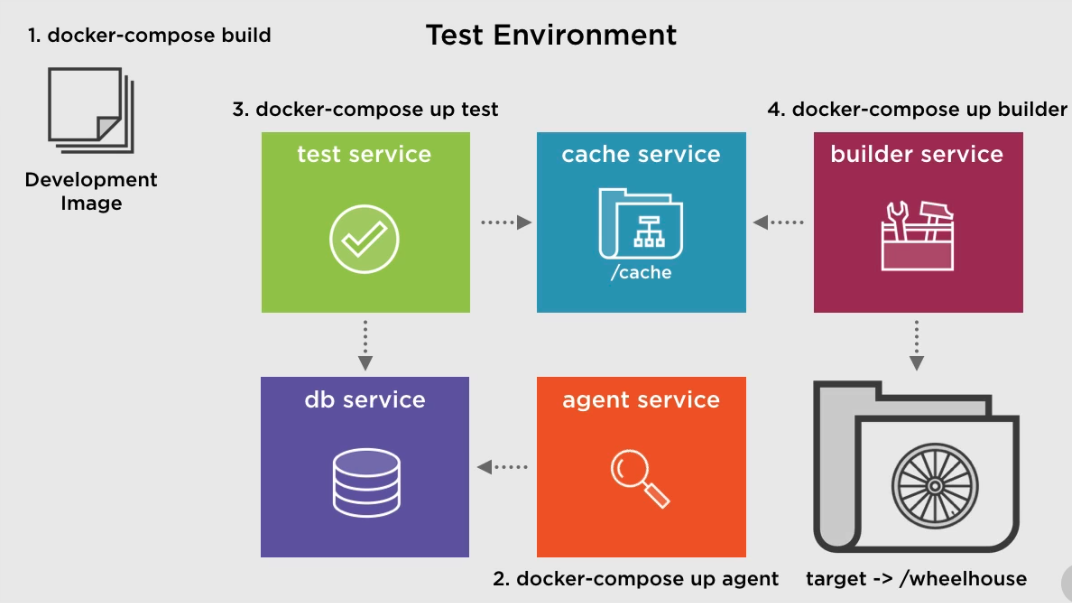 1. docker-compose build
Test Environment
Development
Image
3. docker-compose up test
4. docker-compose up builder
test service
cache service
/cache
builder service
db service
agent service
2. docker-compose up agent
target -> /wheelhouse